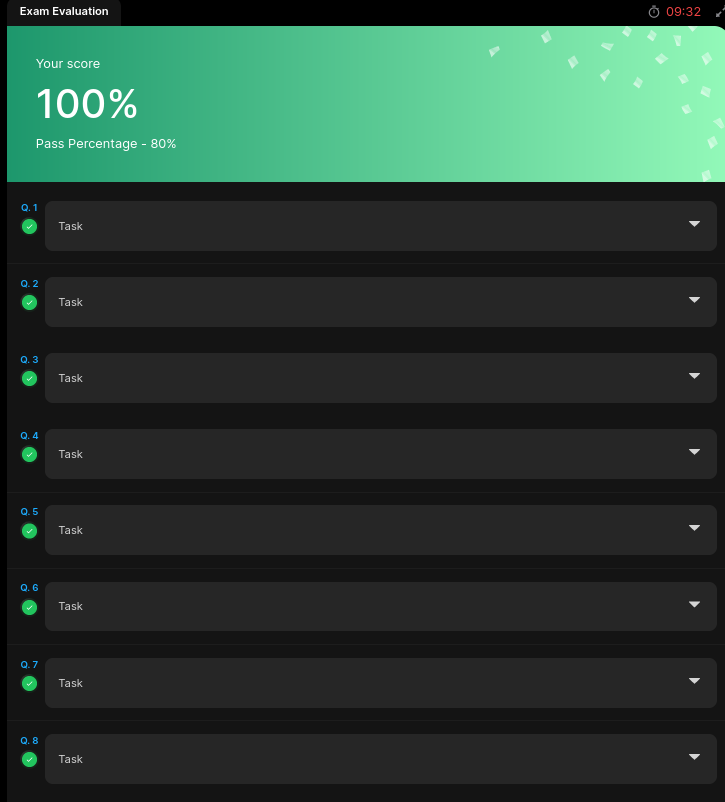 Exam Evaluation
09:32
Your score
100%
Pass Percentage - 80%
Q. 1
Task
Q. 2
Task
Q. 3
Task
Q. 4
Task
Q. 5
Task
Q. 6
Task
Q. 7
Task
Q. 8
Task